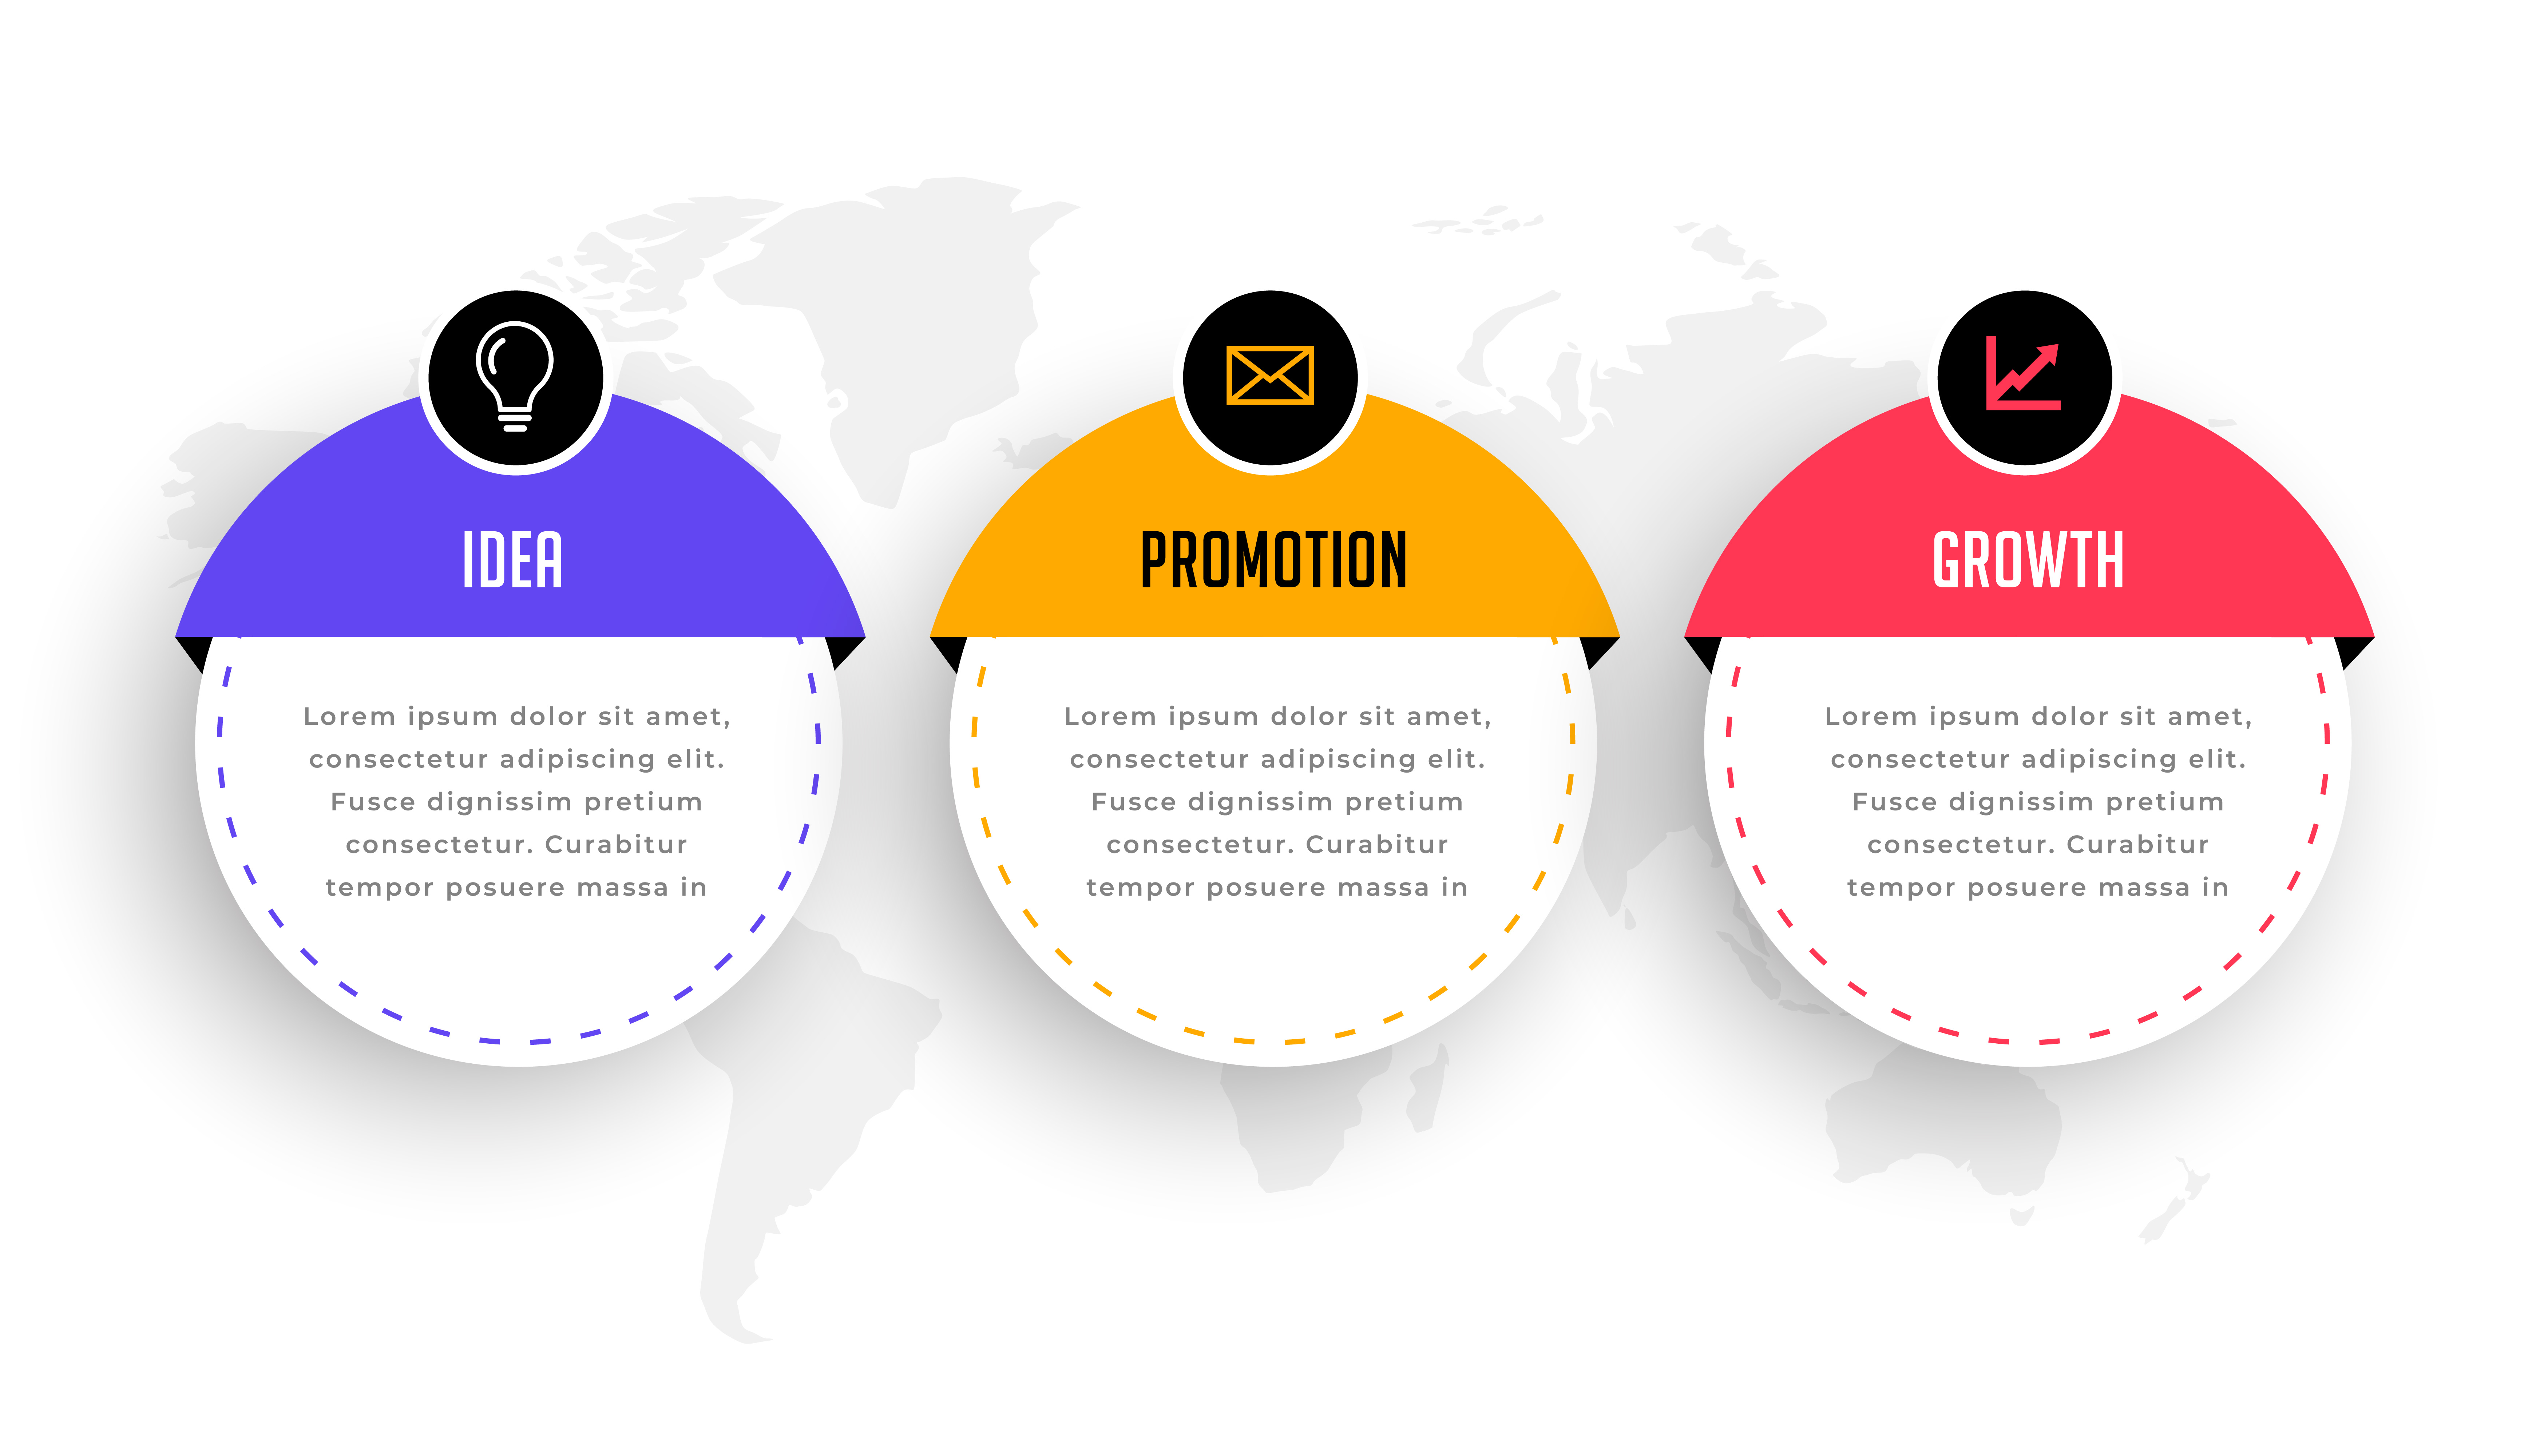 IDEA
Lorem ipsum dolor sit amet,
consectetur adipiscing elit.
Fusce dignissim pretium
consectetur. Curabitur
tempor posuere massa in
PROMOTION
Lorem ipsum dolor sit amet,
consectetur adipiscing elit.
Fusce dignissim pretium
consectetur. Curabitur
tempor posuere massa in
GROWTH
Lorem ipsum dolor sit amet,
consectetur adipiscing elit.
Fusce dignissim pretium
consectetur. Curabitur
tempor posuere massa in